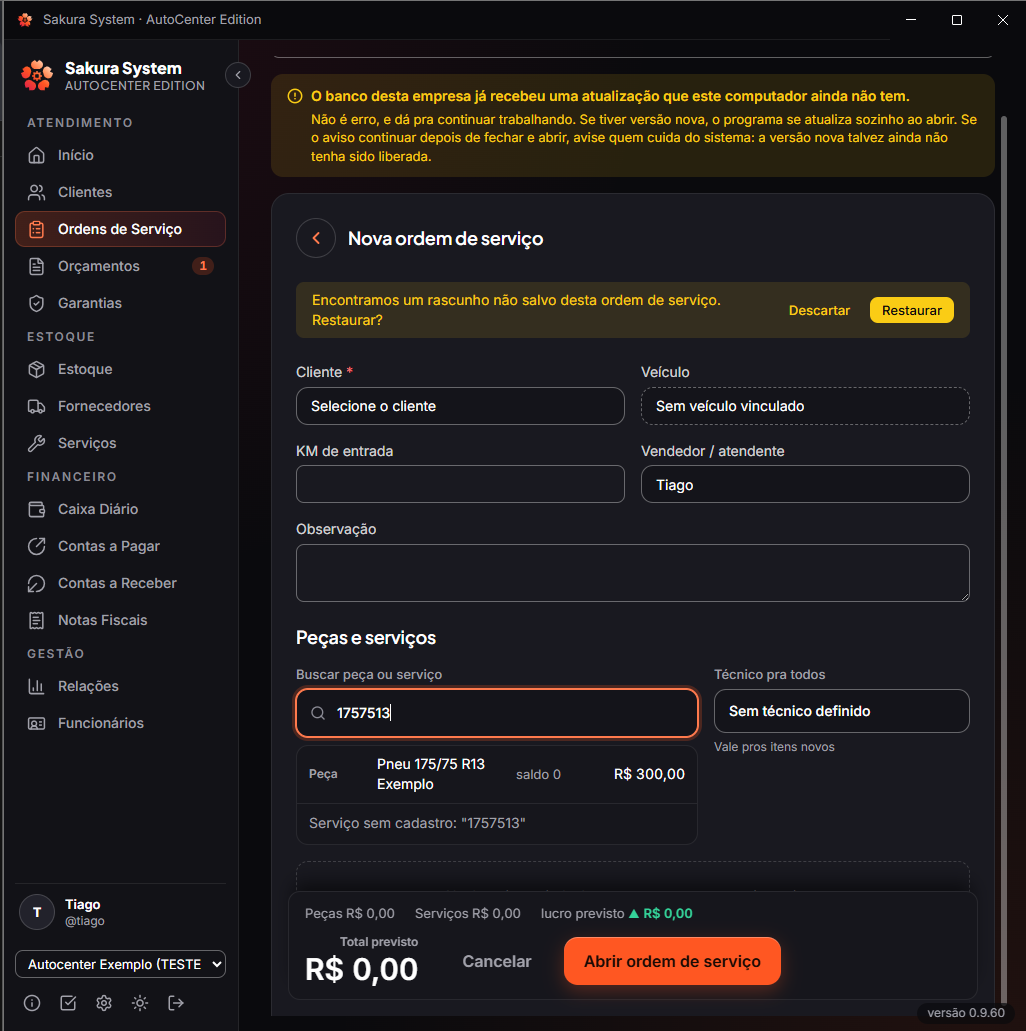 Sakura System · AutoCenter Edition
Sakura System
AUTOCENTER EDITION
ATENDIMENTO
Início
Clientes
Ordens de Serviço
Orçamentos 1
Garantias
ESTOQUE
Estoque
Fornecedores
Serviços
FINANCEIRO
Caixa Diário
Contas a Pagar
Contas a Receber
Notas Fiscais
GESTÃO
Relações
Funcionários
T
Tiago
@tiago
Autocenter Exemplo (TESTE
O banco desta empresa já recebeu uma atualização que este computador ainda não tem.
Não é erro, e dá pra continuar trabalhando. Se tiver versão nova, o programa se atualiza sozinho ao abrir. Se
o aviso continuar depois de fechar e abrir, avise quem cuida do sistema: a versão nova talvez ainda não
tenha sido liberada.
Nova ordem de serviço
Encontramos um rascunho não salvo desta ordem de serviço.
Restaurar?
Descartar
Restaurar
Cliente *
Selecione o cliente
Veículo
Sem veículo vinculado
KM de entrada
Vendedor / atendente
Tiago
Observação
Peças e serviços
Buscar peça ou serviço
1757513
Técnico pra todos
Sem técnico definido
Vale pros itens novos
Peça
Pneu 175/75 R13
Exemplo
saldo 0
R$ 300,00
Serviço sem cadastro: "1757513"
Peças R$ 0,00 Serviços R$ 0,00 lucro previsto ▲ R$ 0,00
Total previsto
R$ 0,00
Cancelar
Abrir ordem de serviço
versão 0.9.60